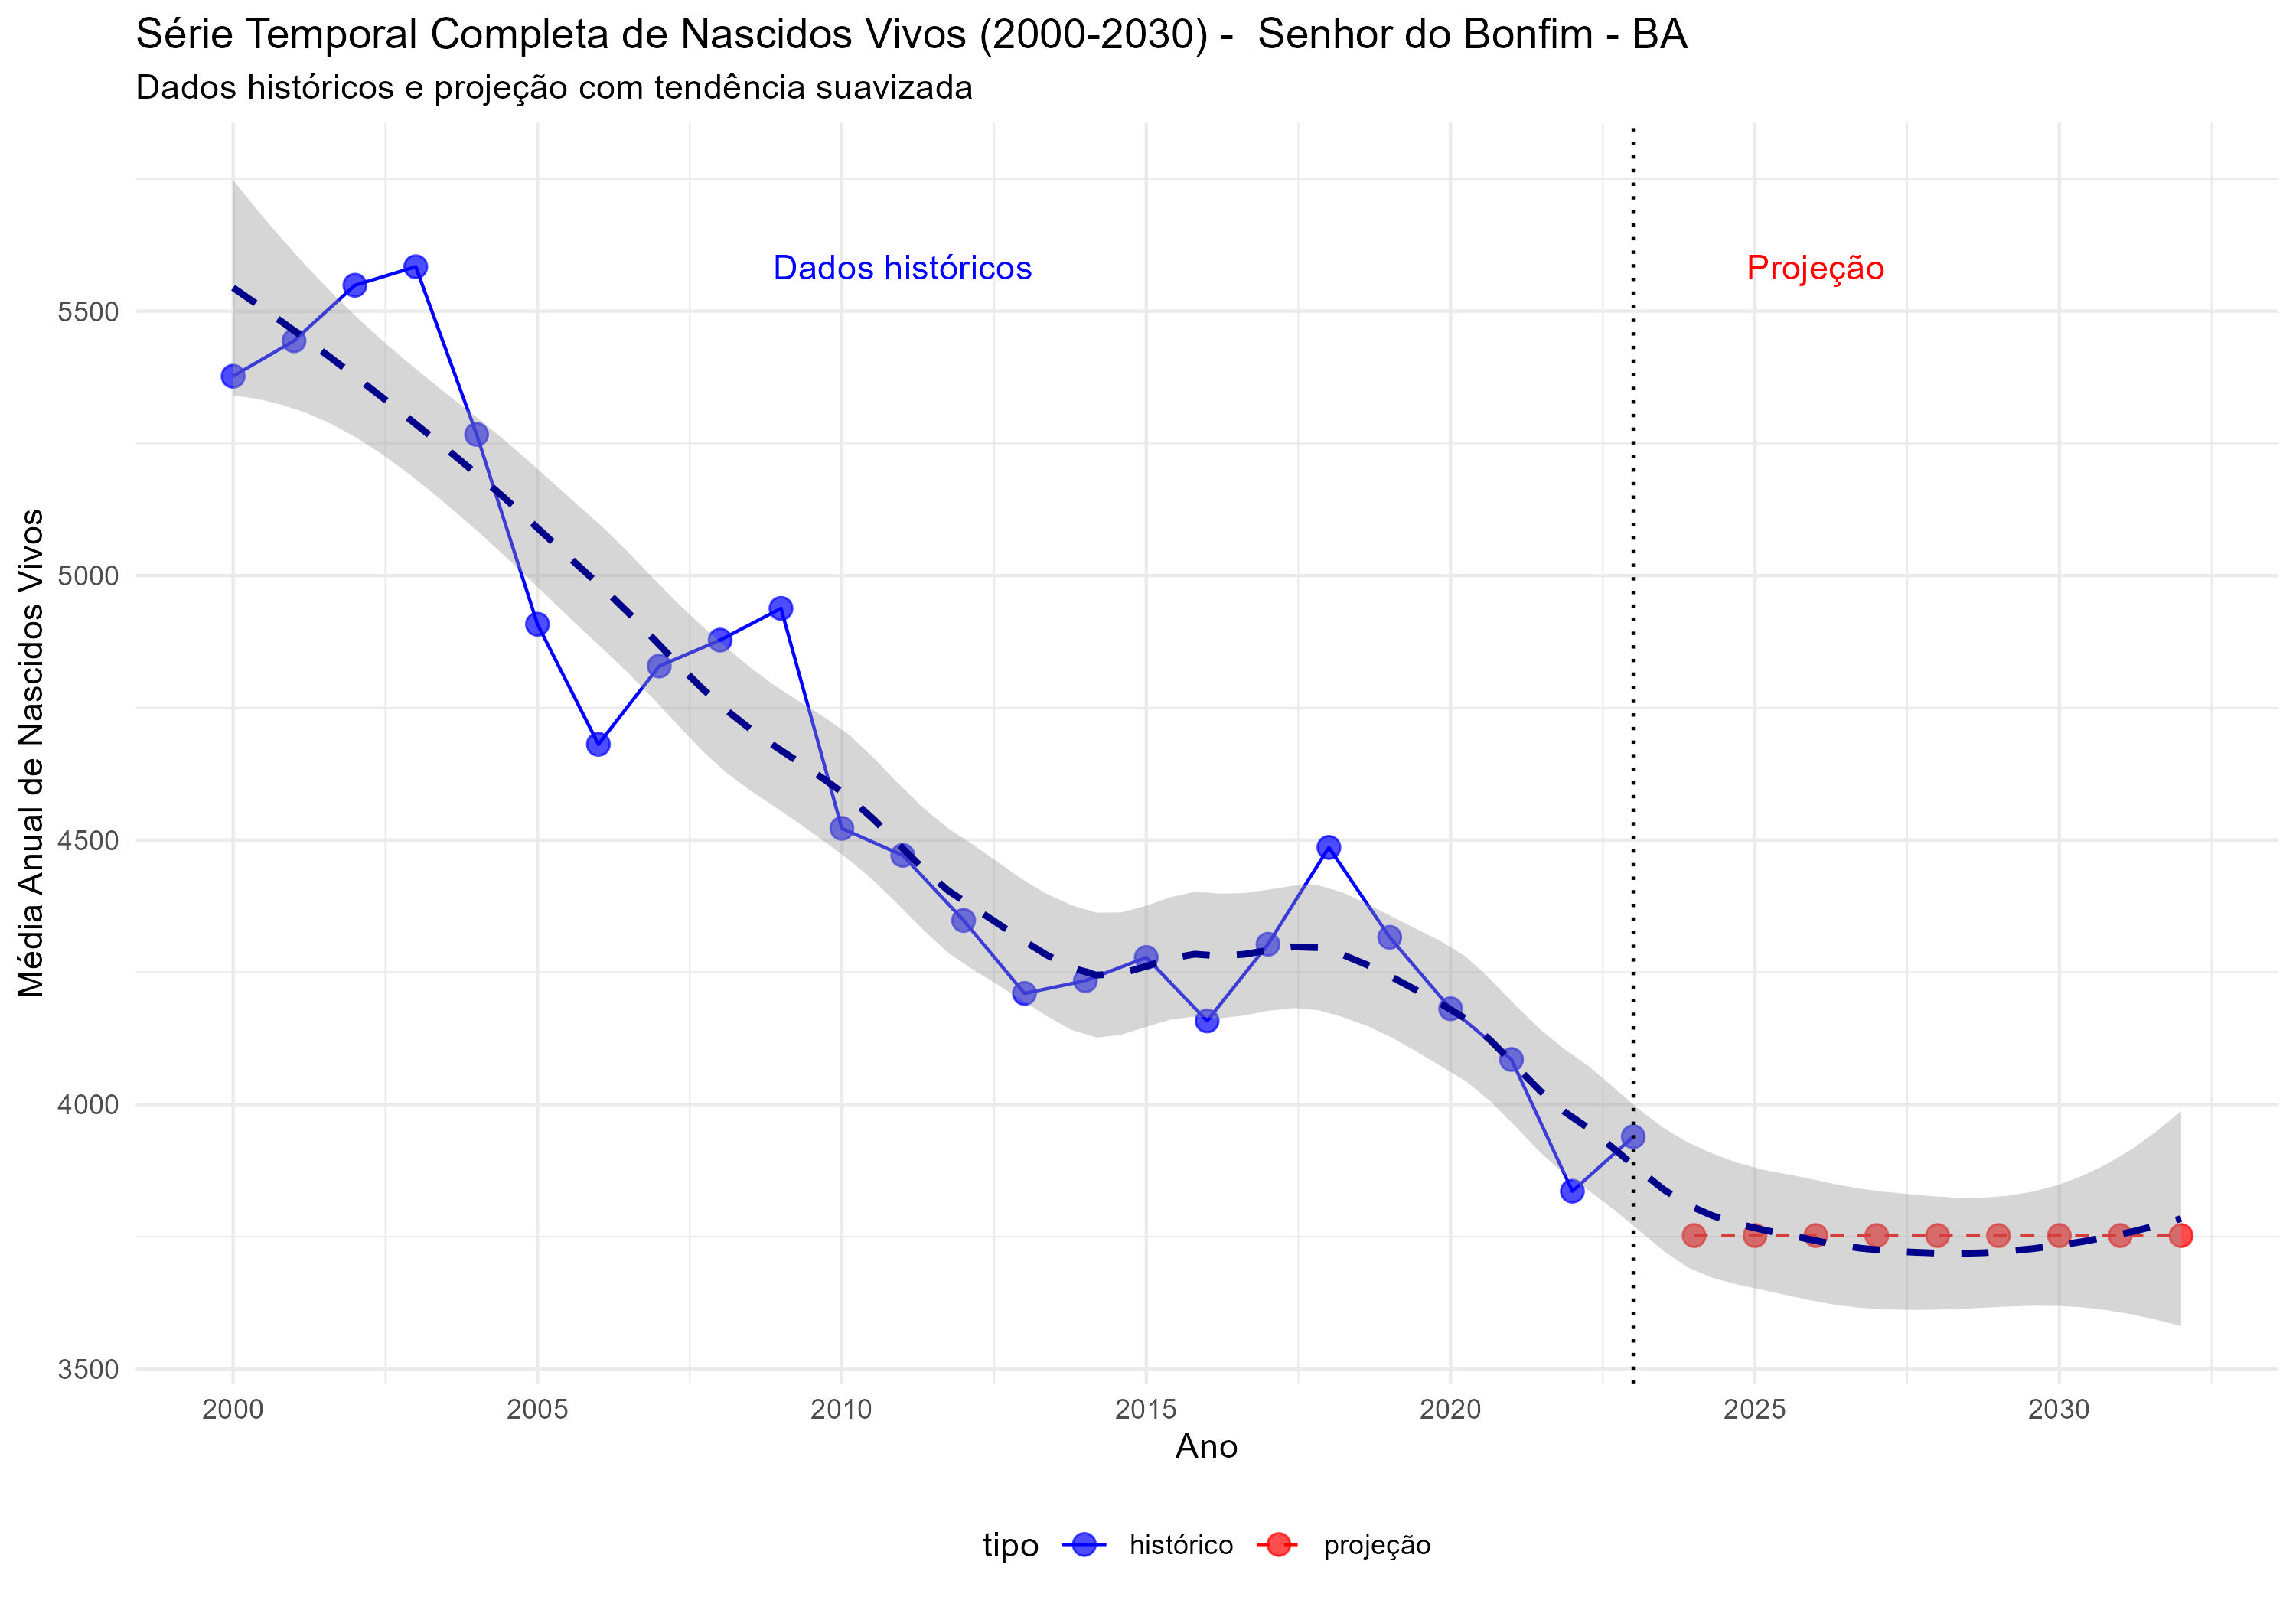 Série Temporal Completa de Nascidos Vivos (2000-2030) -  Senhor do Bonfim - BA
Dados históricos e projeção com tendência suavizada
Média Anual de Nascidos Vivos
Dados históricos
Projeção
5500
5000
4500
4000
3500
2000 2005 2010 2015 2020 2025 2030
Ano
tipo histórico projeção